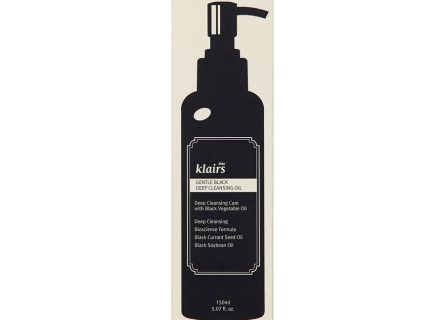 dear,
klairs
GENTLE BLACK
DEEP CLEANSING OIL
Deep Cleansing Care
with Black Vegetable Oil
Deep Cleansing
Bioscience Formula
Black Currant Seed Oil
Black Soybean Oil
150ml
5.07 fl. oz.